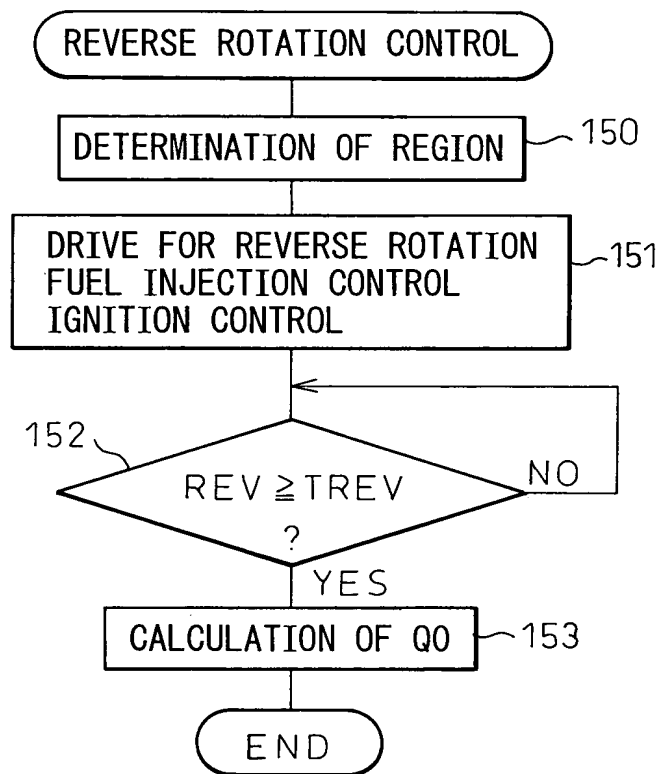 REVERSE ROTATION CONTROL
DETERMINATION OF REGION
150
DRIVE FOR REVERSE ROTATION
FUEL INJECTION CONTROL
IGNITION CONTROL
151
152
REV ≧ TREV
?
NO
YES
CALCULATION OF Q0
153
END